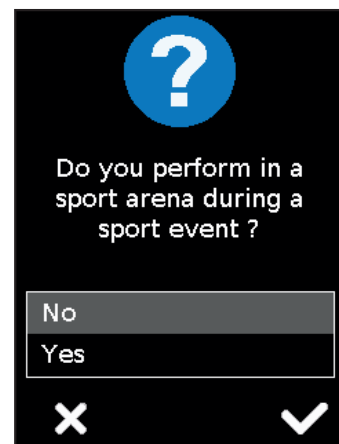 ?
Do you perform in a
sport arena during a
sport event ?
No
Yes